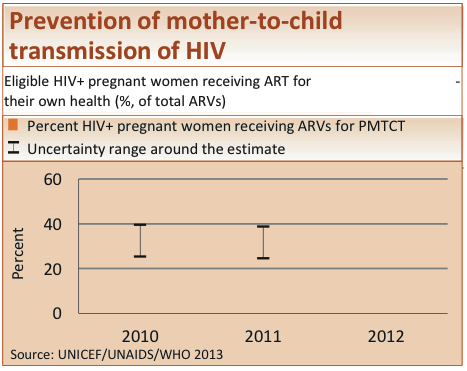 Prevention of mother-to-child
transmission of HIV
Eligible HIV+ pregnant women receiving ART for -
their own health (%, of total ARVs)
Percent HIV+ pregnant women receiving ARVs for PMTCT
Uncertainty range around the estimate
60
40
20
0
Percent
2010 2011 2012
Source: UNICEF/UNAIDS/WHO 2013